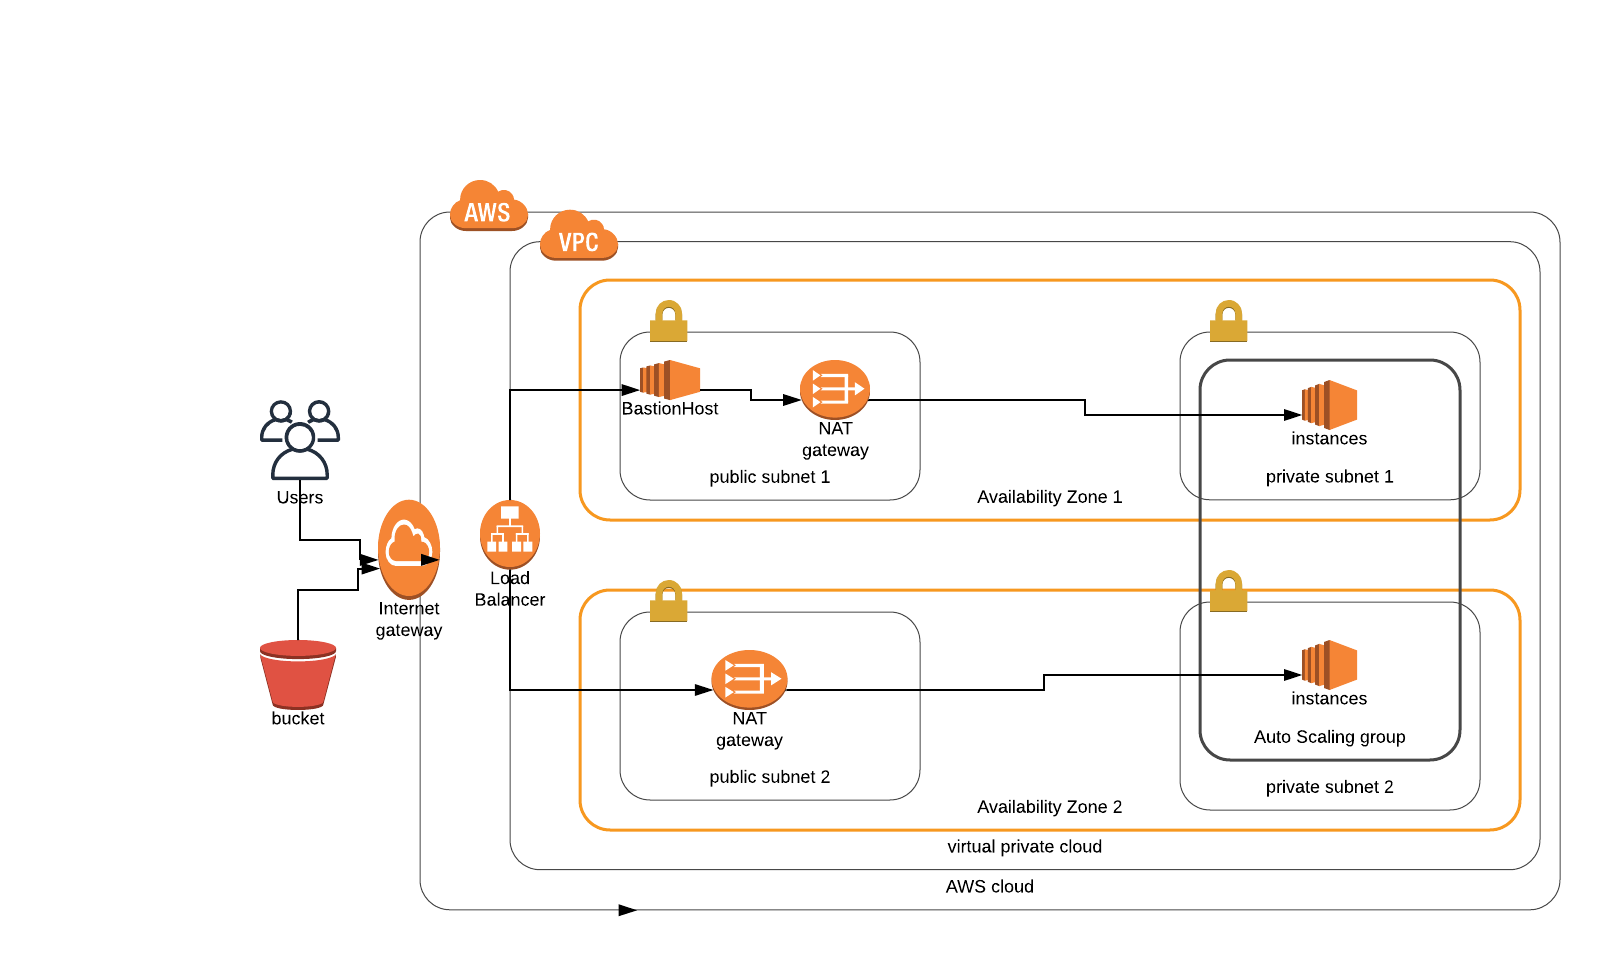 AWS
VPC
BastionHost
NAT
gateway
public subnet 1
instances
private subnet 1
Availability Zone 1
Users
Internet
gateway
Load
Balancer
bucket
NAT
gateway
public subnet 2
instances
Auto Scaling group
private subnet 2
Availability Zone 2
virtual private cloud
AWS cloud